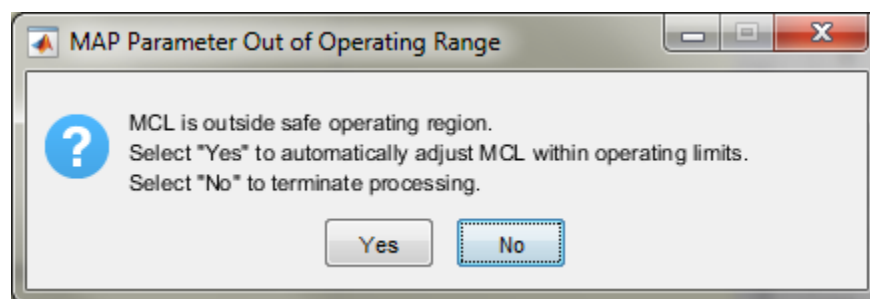 MAP Parameter Out of Operating Range
MCL is outside safe operating region.
Select "Yes" to automatically adjust MCL within operating limits.
Select "No" to terminate processing.
Yes No